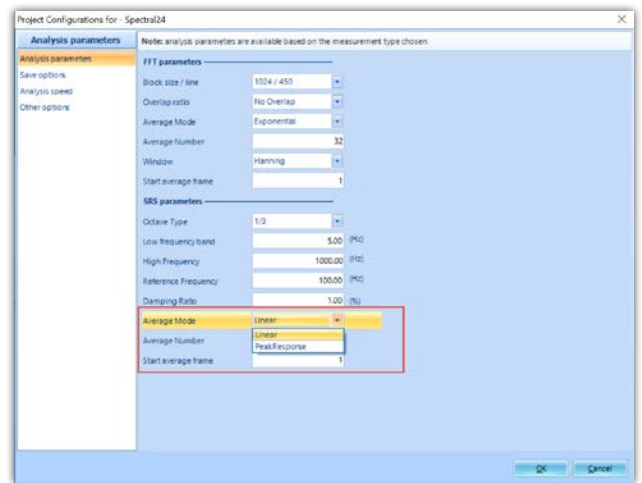 Project Configurations for - Spectral24
Analysis parameters
Note: analysis parameters are available based on the measurement type chosen
Analysis parameters
Save options
Analysis speed
Other options
FFT parameters
Block size / line 1024 / 450
Overlap ratio No Overlap
Average Mode Exponential
Average Number 32
Window Hanning
Start average frame 1
SRS parameters
Octave Type 1/3
Low frequency band 5.00 (Hz)
High Frequency 1000.00 (Hz)
Reference Frequency 100.00 (Hz)
Damping Ratio 1.00 (%)
Average Mode Linear
Linear
Average Number
PeakResponse
Start average frame 1
OK Cancel